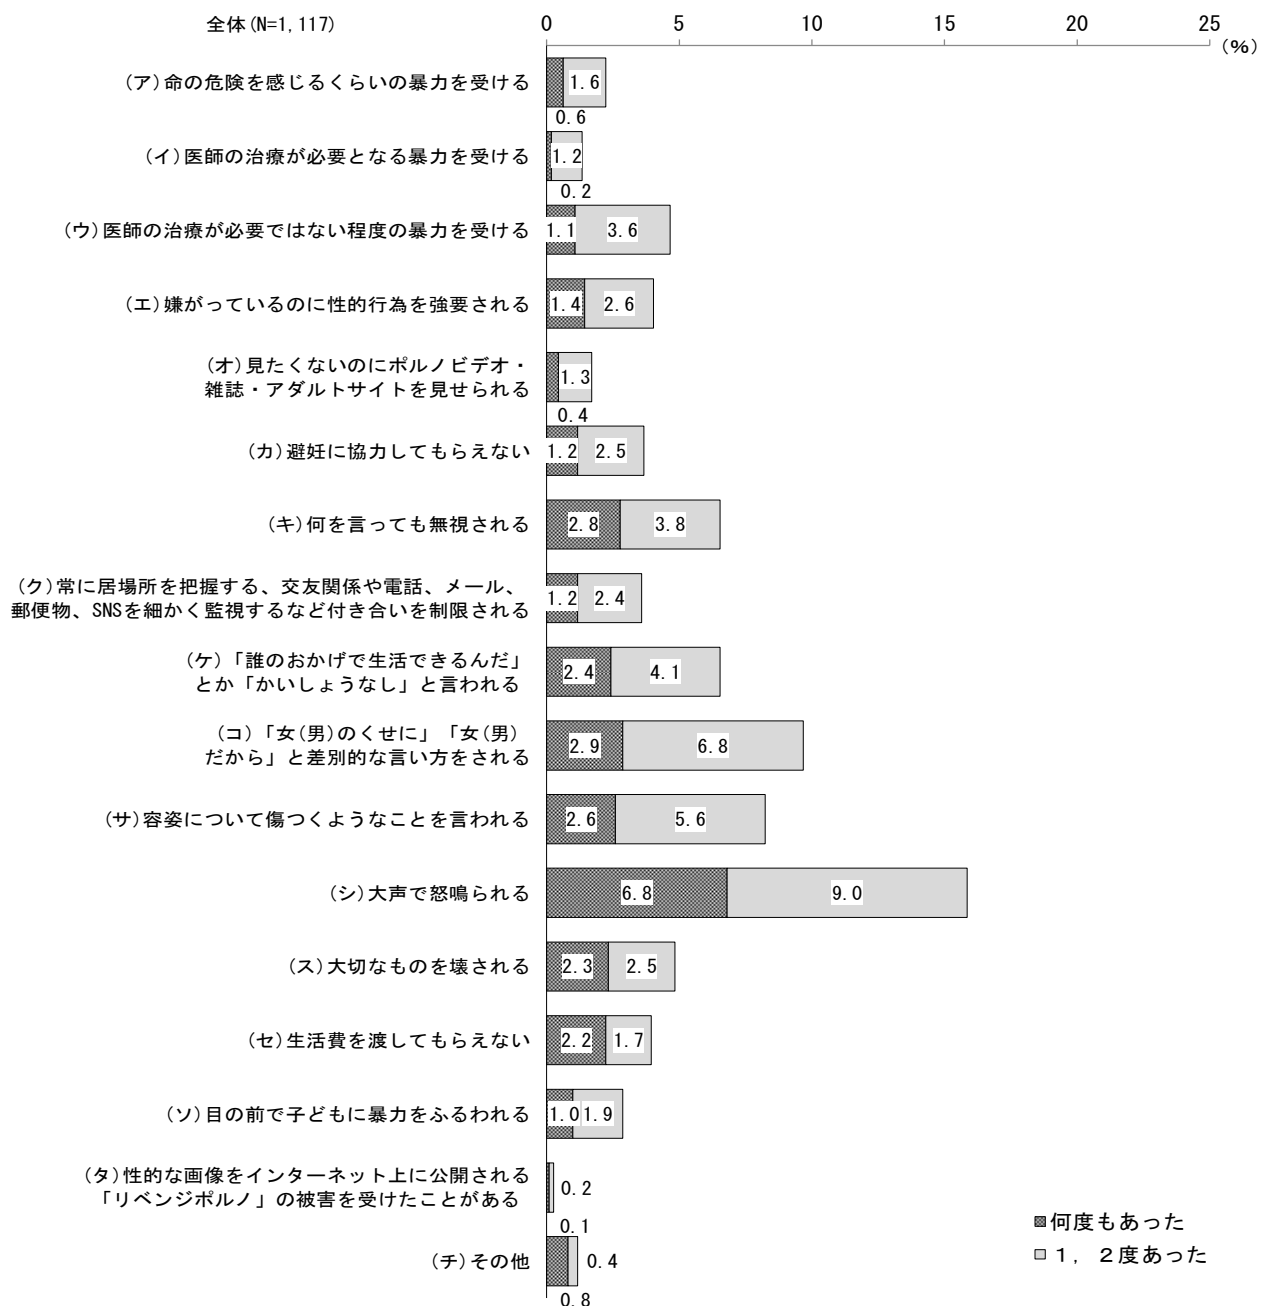 全体(N=1,117)
0 5 10 15 20 25
(%)
(ア)命の危険を感じるくらいの暴力を受ける
1.6
0.6
(イ)医師の治療が必要となる暴力を受ける
1.2
0.2
(ウ)医師の治療が必要ではない程度の暴力を受ける
1.1 3.6
(エ)嫌がっているのに性的行為を強要される
1.4 2.6
(オ)見たくないのにポルノビデオ・
雑誌・アダルトサイトを見せられる
1.3
0.4
(カ)避妊に協力してもらえない
1.2 2.5
(キ)何を言っても無視される
2.8 3.8
(ク)常に居場所を把握する、交友関係や電話、メール、
郵便物、SNSを細かく監視するなど付き合いを制限される
1.2 2.4
(ケ)「誰のおかげで生活できるんだ」
とか「かいしょうなし」と言われる
2.4 4.1
(コ)「女(男)のくせに」「女(男)
だから」と差別的な言い方をされる
2.9 6.8
(サ)容姿について傷つくようなことを言われる
2.6 5.6
(シ)大声で怒鳴られる
6.8 9.0
(ス)大切なものを壊される
2.3 2.5
(セ)生活費を渡してもらえない
2.2 1.7
(ソ)目の前で子どもに暴力をふるわれる
1.0 1.9
(タ)性的な画像をインターネット上に公開される
「リベンジポルノ」の被害を受けたことがある
0.2
0.1
(チ)その他
0.4
0.8
何度もあった
1,2度あった